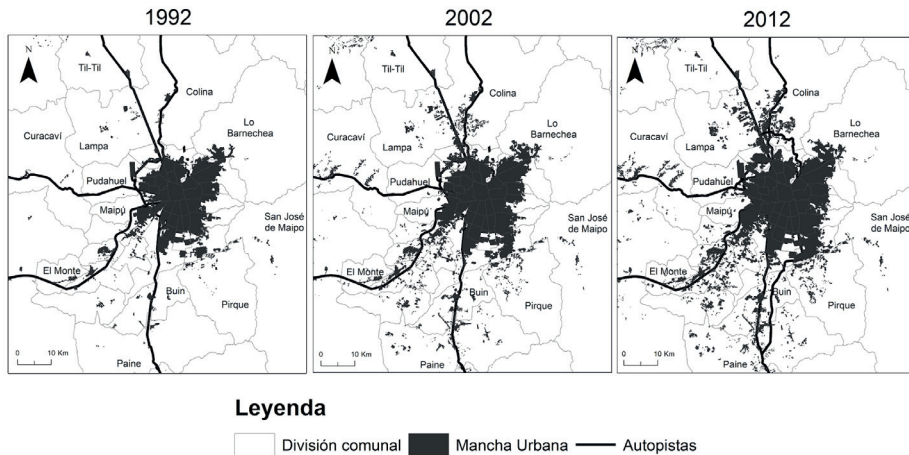 1992
2002
2012
N
Til-Til
Colina
Lo
Barnechea
Curacaví
Lampa
Pudahuel
Maipú
San José
de Maipo
El Monte
Buin
Pirque
Paine
0
10 Km
N
Til-Til
Colina
Lo
Barnechea
Curacaví
Lampa
Pudahuel
Maipú
San José
de Maipo
El Monte
Buin
Pirque
Paine
0
10 Km
N
Til-Til
Colina
Lo
Barnechea
Curacaví
Lampa
Pudahuel
Maipú
San José
de Maipo
El Monte
Buin
Pirque
Paine
0
10 Km
Leyenda
División comunal
Mancha Urbana
Autopistas